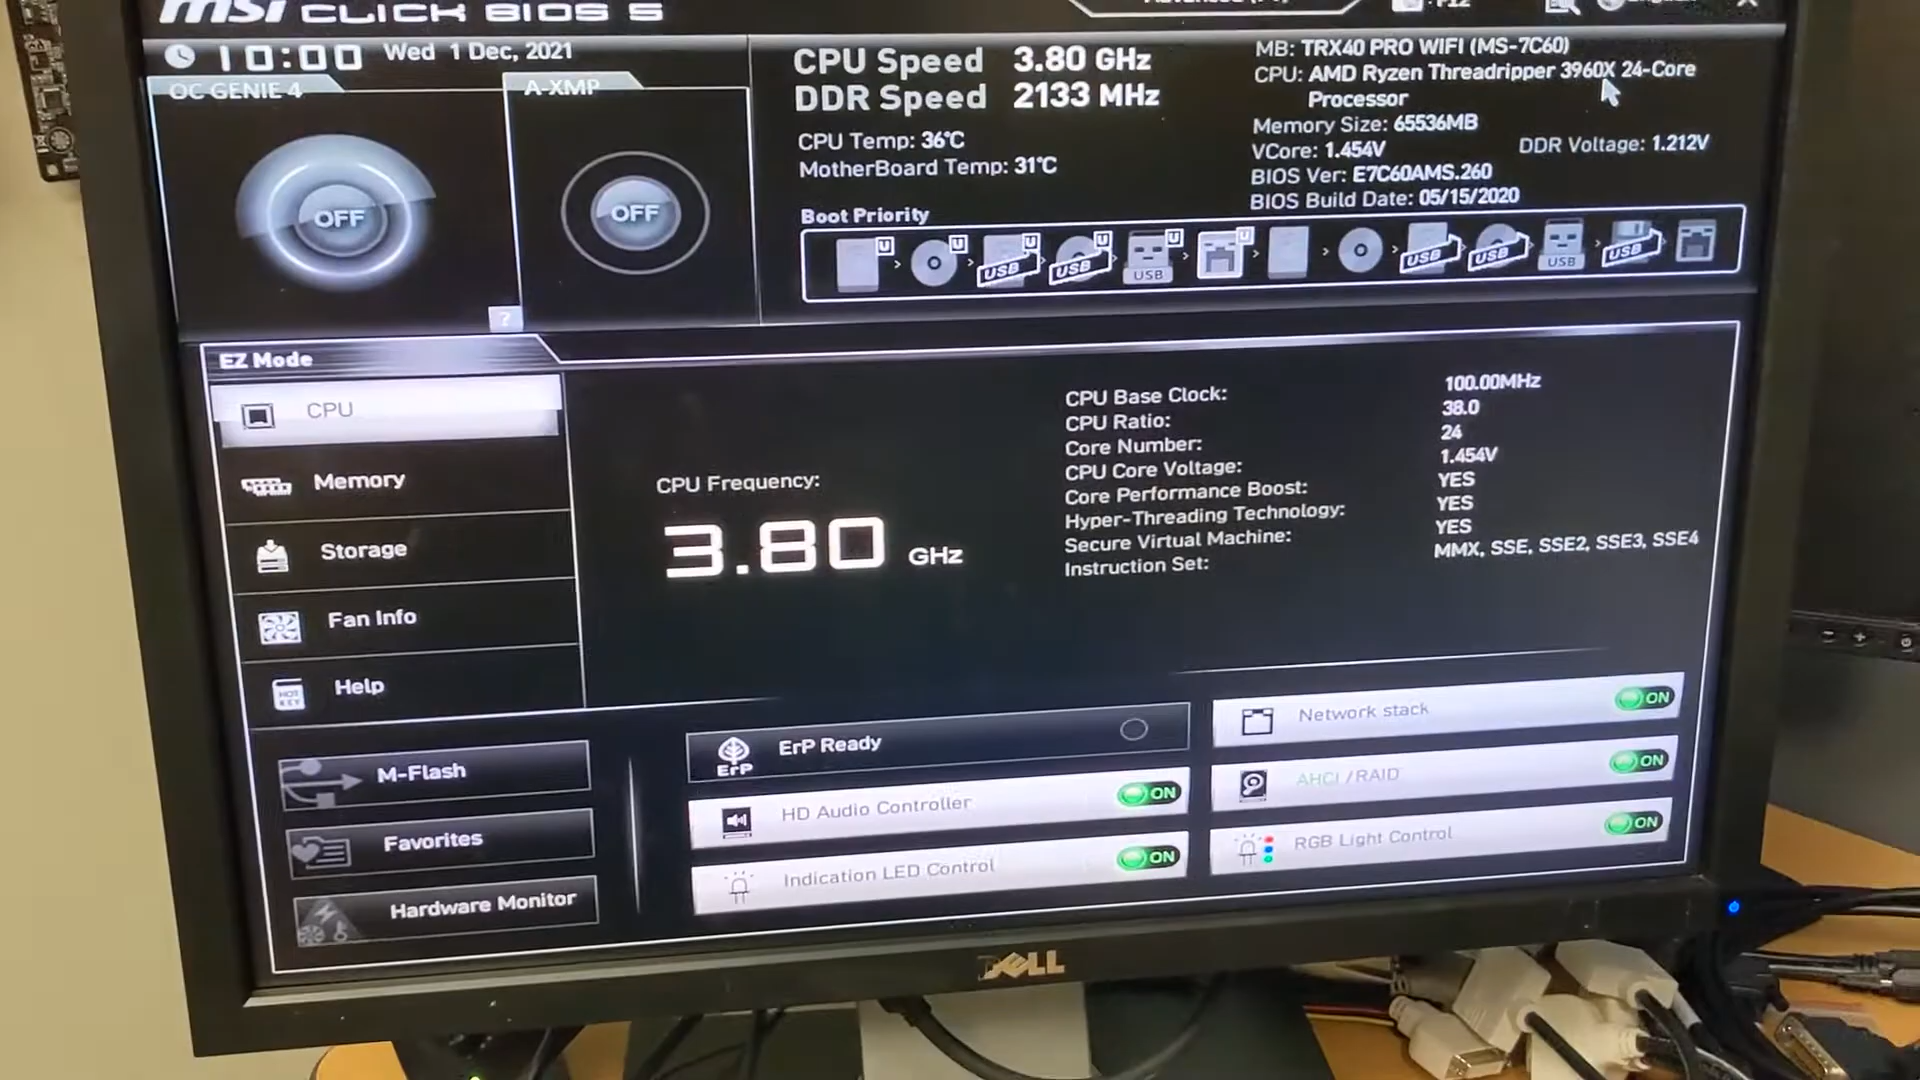 msi CLICK BIOS 5
10:00 Wed 1 Dec, 2021
OC GENIE 4
A-XMP
OFF
OFF
?
CPU Speed 3.80 GHz
DDR Speed 2133 MHz
CPU Temp: 36°C
MotherBoard Temp: 31°C
MB: TRX40 PRO WIFI (MS-7C60)
CPU: AMD Ryzen Threadripper 3960X 24-Core
Processor
Memory Size: 65536MB
VCore: 1.454V
DDR Voltage: 1.212V
BIOS Ver: E7C60AMS.260
BIOS Build Date: 05/15/2020
Boot Priority
U U U U U U
USB USB USB USB USB USB USB
EZ Mode
CPU
Memory
Storage
Fan Info
HOT KEY Help
CPU Frequency:
3.80 GHz
CPU Base Clock: 100.00MHz
CPU Ratio: 38.0
Core Number: 24
CPU Core Voltage: 1.454V
Core Performance Boost: YES
Hyper-Threading Technology: YES
Secure Virtual Machine: YES
Instruction Set: MMX, SSE, SSE2, SSE3, SSE4
M-Flash
Favorites
Hardware Monitor
ErP ErP Ready
HD Audio Controller ON
Indication LED Control ON
Network stack ON
AHCI /RAID ON
RGB Light Control ON
DELL